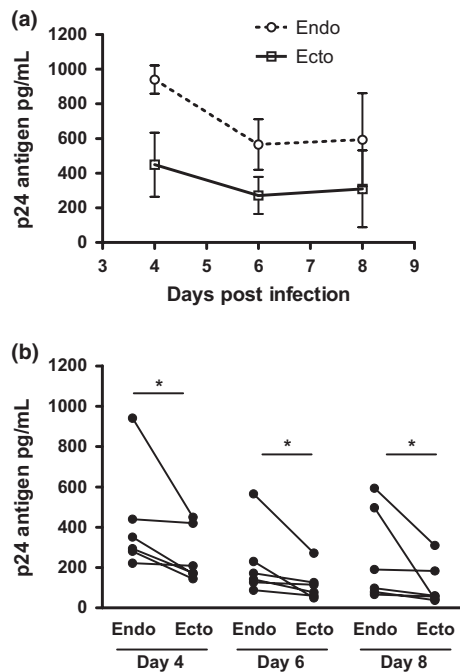 (a)
Endo
Ecto
p24 antigen pg/mL
1200
1000
800
600
400
200
0
3 4 5 6 7 8 9
Days post infection
(b)
p24 antigen pg/mL
1200
1000
800
600
400
200
0
* * *
Endo Ecto Endo Ecto Endo Ecto
Day 4 Day 6 Day 8